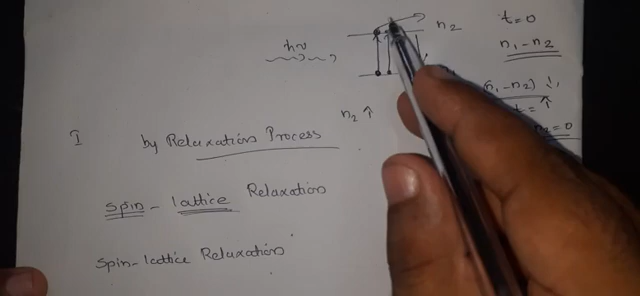 t=0
hν
n₂
n₁-n₂
n₂ ↑
I by Relaxation Process
Spin-lattice Relaxation
Spin-lattice Relaxation